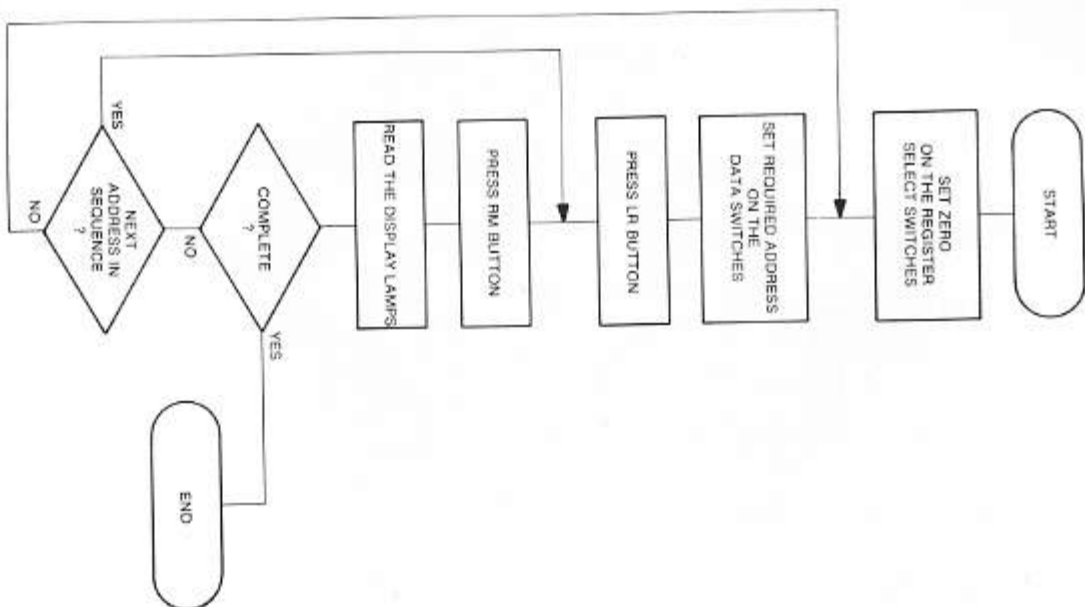 START
SET ZERO
ON THE REGISTER
SELECT SWITCHES
SET REQUIRED ADDRESS
ON THE
DATA SWITCHES
PRESS LR BUTTON
PRESS RM BUTTON
READ THE DISPLAY LAMPS
COMPLETE
?
YES
NO
NEXT
ADDRESS IN
SEQUENCE
?
YES
NO
END